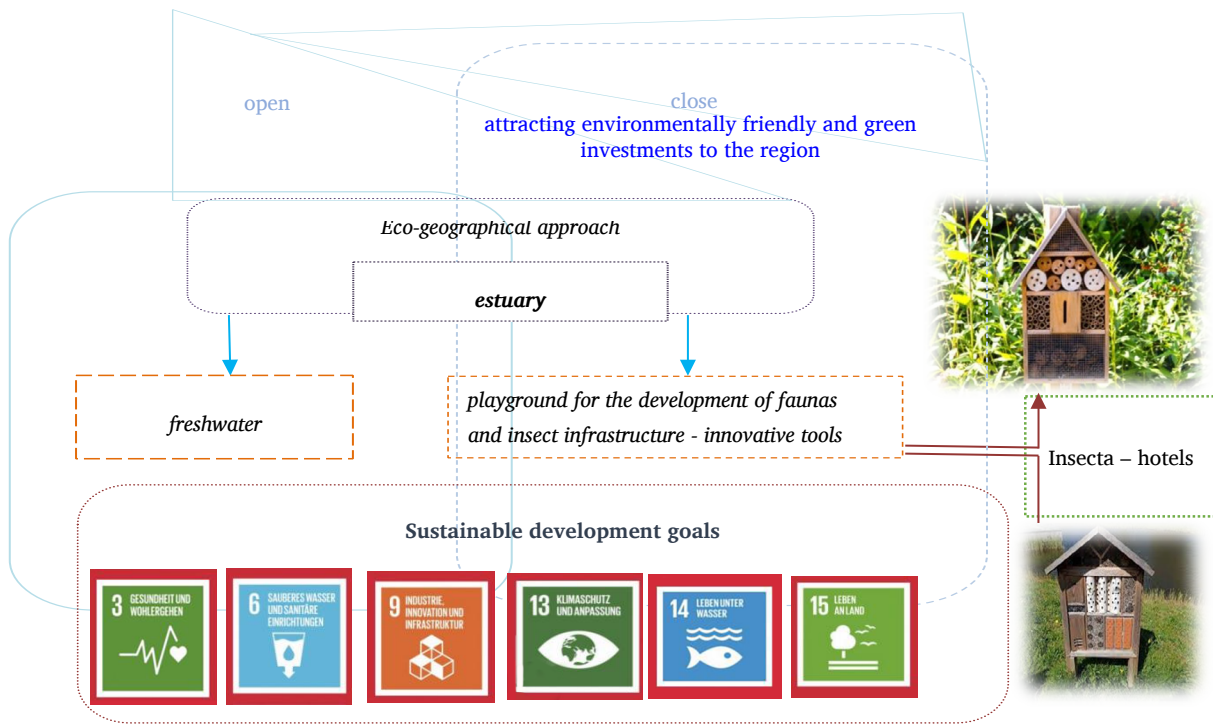 open
close
attracting environmentally friendly and green
investments to the region
Eco-geographical approach
estuary
freshwater
playground for the development of faunas
and insect infrastructure - innovative tools
Insecta – hotels
Sustainable development goals
3 GESUNDHEIT UND
WOHLERGEHEN
6 SAUBERES WASSER
UND SANITÄRE
EINRICHTUNGEN
9 INDUSTRIE,
INNOVATION UND
INFRASTRUKTUR
13 KLIMASCHUTZ
UND ANPASSUNG
14 LEBEN UNTER
WASSER
15 LEBEN
AN LAND